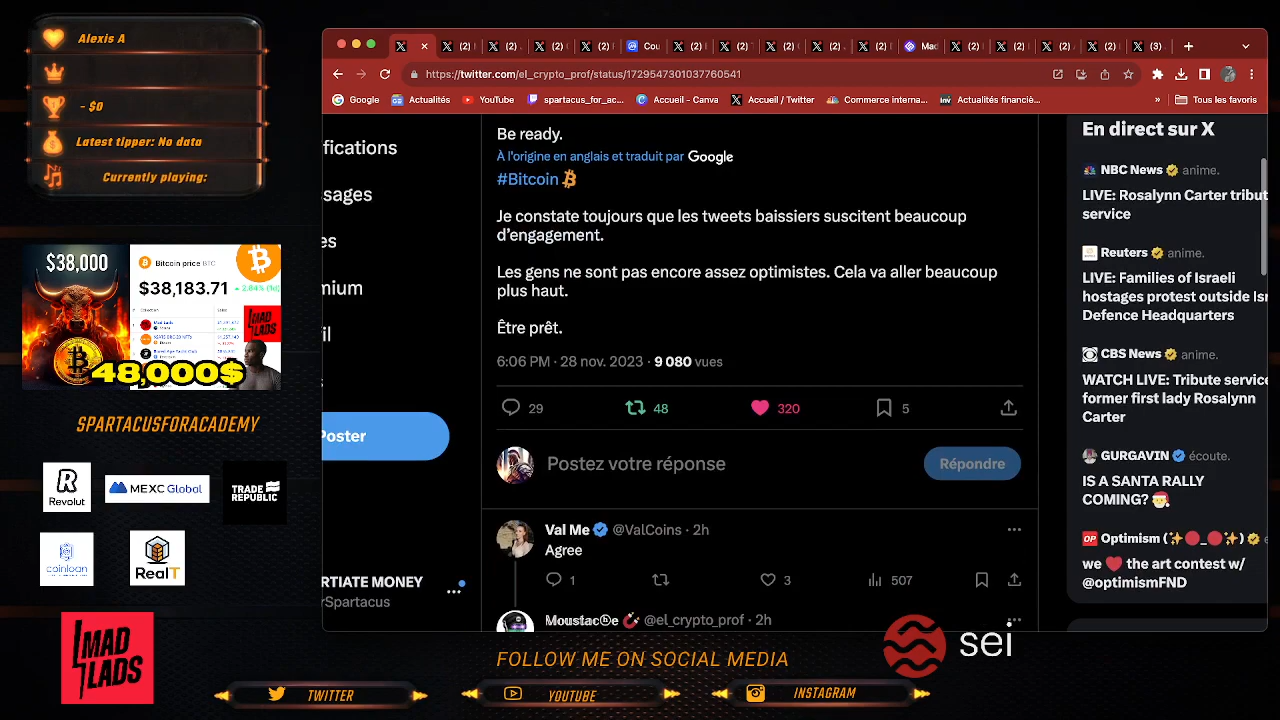 Alexis A
- $0
Latest tipper: No data
Currently playing:
$38,000
Bitcoin price BTC
$38,183.71
2.84% (1d)
MAD LADS
48,000$
SPARTACUSFORACADEMY
Revolut
MEXC Global
TRADE REPUBLIC
coinloan
RealT
MAD LADS
https://twitter.com/el_crypto_prof/status/1729547301037760541
Google
Actualités
YouTube
spartacus_for_ac...
Accueil - Canva
Accueil / Twitter
Commerce interna...
Actualités financiè...
»
Tous les favoris
fications
sages
es
mium
il
Poster
RTIATE MONEY
rSpartacus
Be ready.
À l'origine en anglais et traduit par Google
#Bitcoin
Je constate toujours que les tweets baissiers suscitent beaucoup
d'engagement.
Les gens ne sont pas encore assez optimistes. Cela va aller beaucoup
plus haut.
Être prêt.
6:06 PM · 28 nov. 2023 · 9 080 vues
29 48 320 5
Postez votre réponse
Répondre
Val Me @ValCoins · 2h
Agree
1 3 507
Moustac®e @el_crypto_prof · 2h
En direct sur X
NBC News anime.
LIVE: Rosalynn Carter tribut
service
Reuters anime.
LIVE: Families of Israeli
hostages protest outside Isr
Defence Headquarters
CBS News anime.
WATCH LIVE: Tribute service
former first lady Rosalynn
Carter
GURGAVIN écoute.
IS A SANTA RALLY
COMING?
Optimism
we the art contest w/
@optimismFND
sei
FOLLOW ME ON SOCIAL MEDIA
TWITTER
YOUTUBE
INSTAGRAM